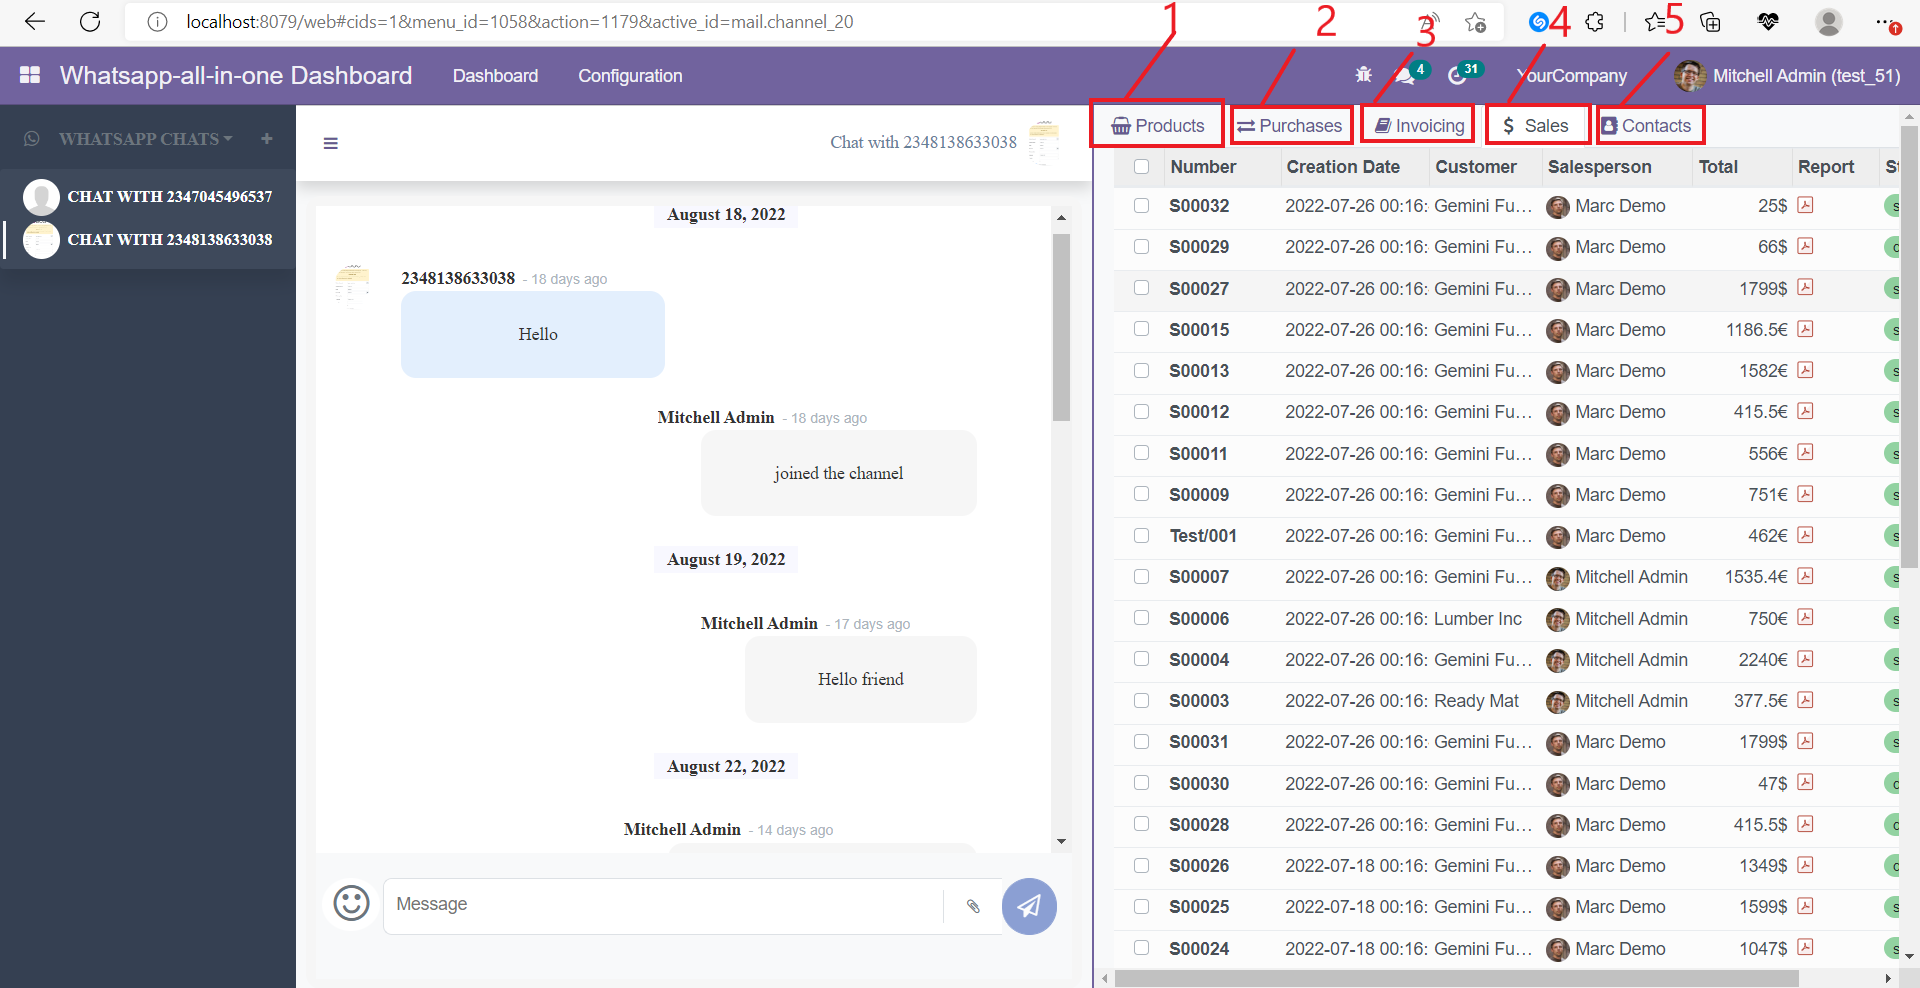 localhost:8079/web#cids=1&menu_id=1058&action=1179&active_id=mail.channel_20
1 2 3 4 5
Whatsapp-all-in-one Dashboard Dashboard Configuration 4 31 YourCompany Mitchell Admin (test_51)
WHATSAPP CHATS +
CHAT WITH 2347045496537
CHAT WITH 2348138633038
Chat with 2348138633038
August 18, 2022
2348138633038 - 18 days ago
Hello
Mitchell Admin - 18 days ago
joined the channel
August 19, 2022
Mitchell Admin - 17 days ago
Hello friend
August 22, 2022
Mitchell Admin - 14 days ago
Message
Products Purchases Invoicing $ Sales Contacts
Number Creation Date Customer Salesperson Total Report
S00032 2022-07-26 00:16: Gemini Fu... Marc Demo 25$
S00029 2022-07-26 00:16: Gemini Fu... Marc Demo 66$
S00027 2022-07-26 00:16: Gemini Fu... Marc Demo 1799$
S00015 2022-07-26 00:16: Gemini Fu... Marc Demo 1186.5€
S00013 2022-07-26 00:16: Gemini Fu... Marc Demo 1582€
S00012 2022-07-26 00:16: Gemini Fu... Marc Demo 415.5€
S00011 2022-07-26 00:16: Gemini Fu... Marc Demo 556€
S00009 2022-07-26 00:16: Gemini Fu... Marc Demo 751€
Test/001 2022-07-26 00:16: Gemini Fu... Marc Demo 462€
S00007 2022-07-26 00:16: Gemini Fu... Mitchell Admin 1535.4€
S00006 2022-07-26 00:16: Lumber Inc Mitchell Admin 750€
S00004 2022-07-26 00:16: Gemini Fu... Mitchell Admin 2240€
S00003 2022-07-26 00:16: Ready Mat Mitchell Admin 377.5€
S00031 2022-07-26 00:16: Gemini Fu... Marc Demo 1799$
S00030 2022-07-26 00:16: Gemini Fu... Marc Demo 47$
S00028 2022-07-26 00:16: Gemini Fu... Marc Demo 415.5$
S00026 2022-07-18 00:16: Gemini Fu... Marc Demo 1349$
S00025 2022-07-18 00:16: Gemini Fu... Marc Demo 1599$
S00024 2022-07-18 00:16: Gemini Fu... Marc Demo 1047$